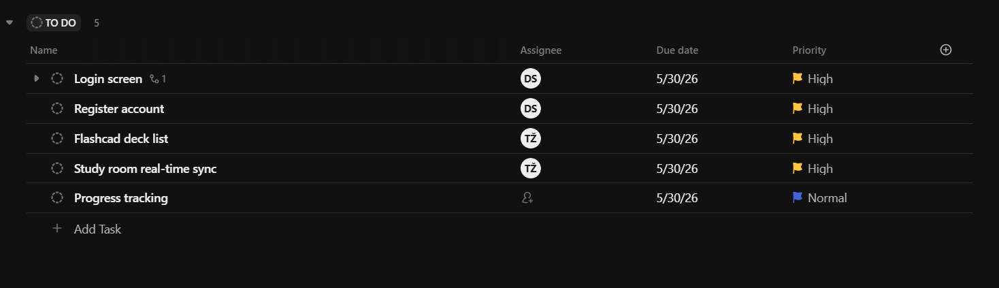 TO DO 5
Name Assignee Due date Priority
Login screen 1 DS 5/30/26 High
Register account DS 5/30/26 High
Flashcad deck list TŽ 5/30/26 High
Study room real-time sync TŽ 5/30/26 High
Progress tracking 5/30/26 Normal
Add Task